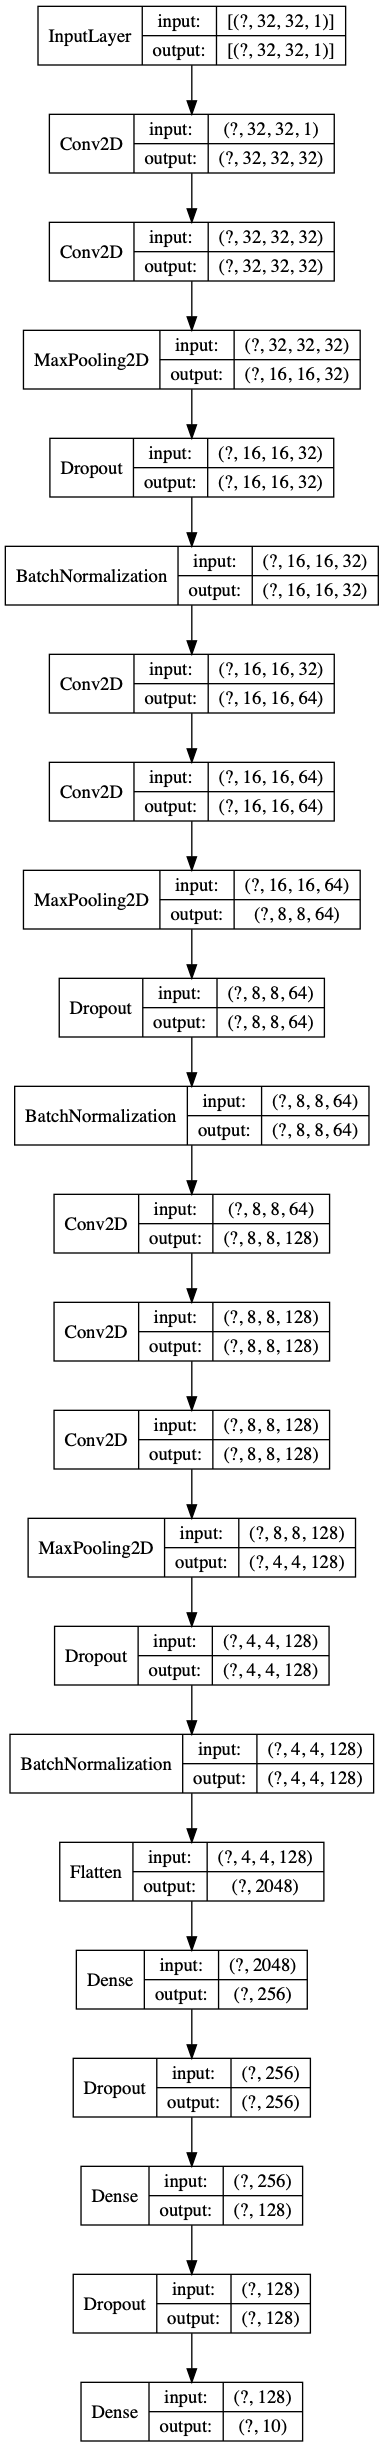 InputLayer
input: [(?, 32, 32, 1)]
output: [(?, 32, 32, 1)]
Conv2D
input: (?, 32, 32, 1)
output: (?, 32, 32, 32)
Conv2D
input: (?, 32, 32, 32)
output: (?, 32, 32, 32)
MaxPooling2D
input: (?, 32, 32, 32)
output: (?, 16, 16, 32)
Dropout
input: (?, 16, 16, 32)
output: (?, 16, 16, 32)
BatchNormalization
input: (?, 16, 16, 32)
output: (?, 16, 16, 32)
Conv2D
input: (?, 16, 16, 32)
output: (?, 16, 16, 64)
Conv2D
input: (?, 16, 16, 64)
output: (?, 16, 16, 64)
MaxPooling2D
input: (?, 16, 16, 64)
output: (?, 8, 8, 64)
Dropout
input: (?, 8, 8, 64)
output: (?, 8, 8, 64)
BatchNormalization
input: (?, 8, 8, 64)
output: (?, 8, 8, 64)
Conv2D
input: (?, 8, 8, 64)
output: (?, 8, 8, 128)
Conv2D
input: (?, 8, 8, 128)
output: (?, 8, 8, 128)
Conv2D
input: (?, 8, 8, 128)
output: (?, 8, 8, 128)
MaxPooling2D
input: (?, 8, 8, 128)
output: (?, 4, 4, 128)
Dropout
input: (?, 4, 4, 128)
output: (?, 4, 4, 128)
BatchNormalization
input: (?, 4, 4, 128)
output: (?, 4, 4, 128)
Flatten
input: (?, 4, 4, 128)
output: (?, 2048)
Dense
input: (?, 2048)
output: (?, 256)
Dropout
input: (?, 256)
output: (?, 256)
Dense
input: (?, 256)
output: (?, 128)
Dropout
input: (?, 128)
output: (?, 128)
Dense
input: (?, 128)
output: (?, 10)